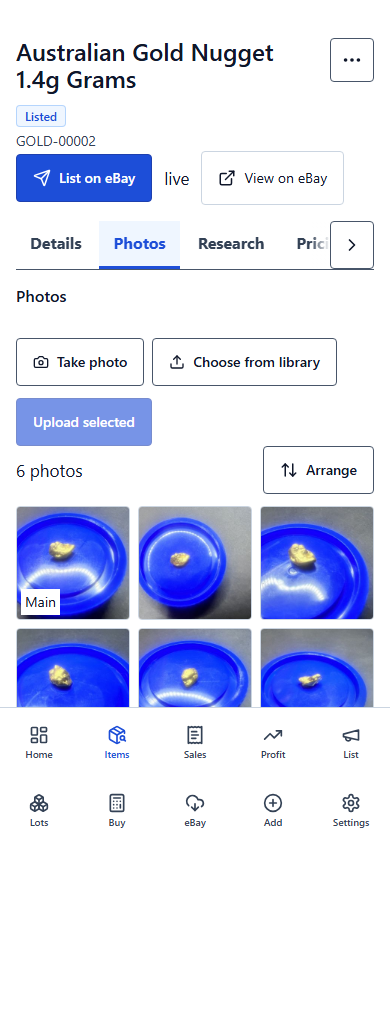 Australian Gold Nugget
1.4g Grams
Listed
GOLD-00002
List on eBay
live
View on eBay
Details
Photos
Research
Prici
Photos
Take photo
Choose from library
Upload selected
6 photos
Arrange
Main
Home
Items
Sales
Profit
List
Lots
Buy
eBay
Add
Settings